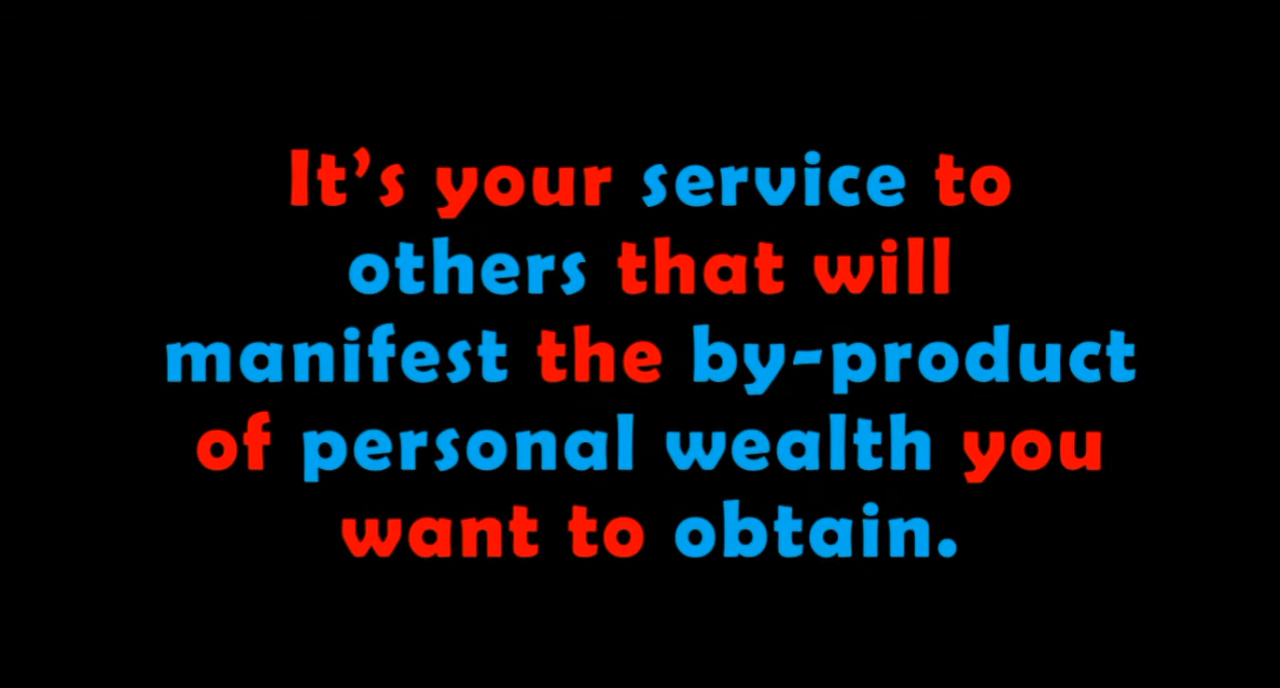 It's your service to
others that will
manifest the by-product
of personal wealth you
want to obtain.